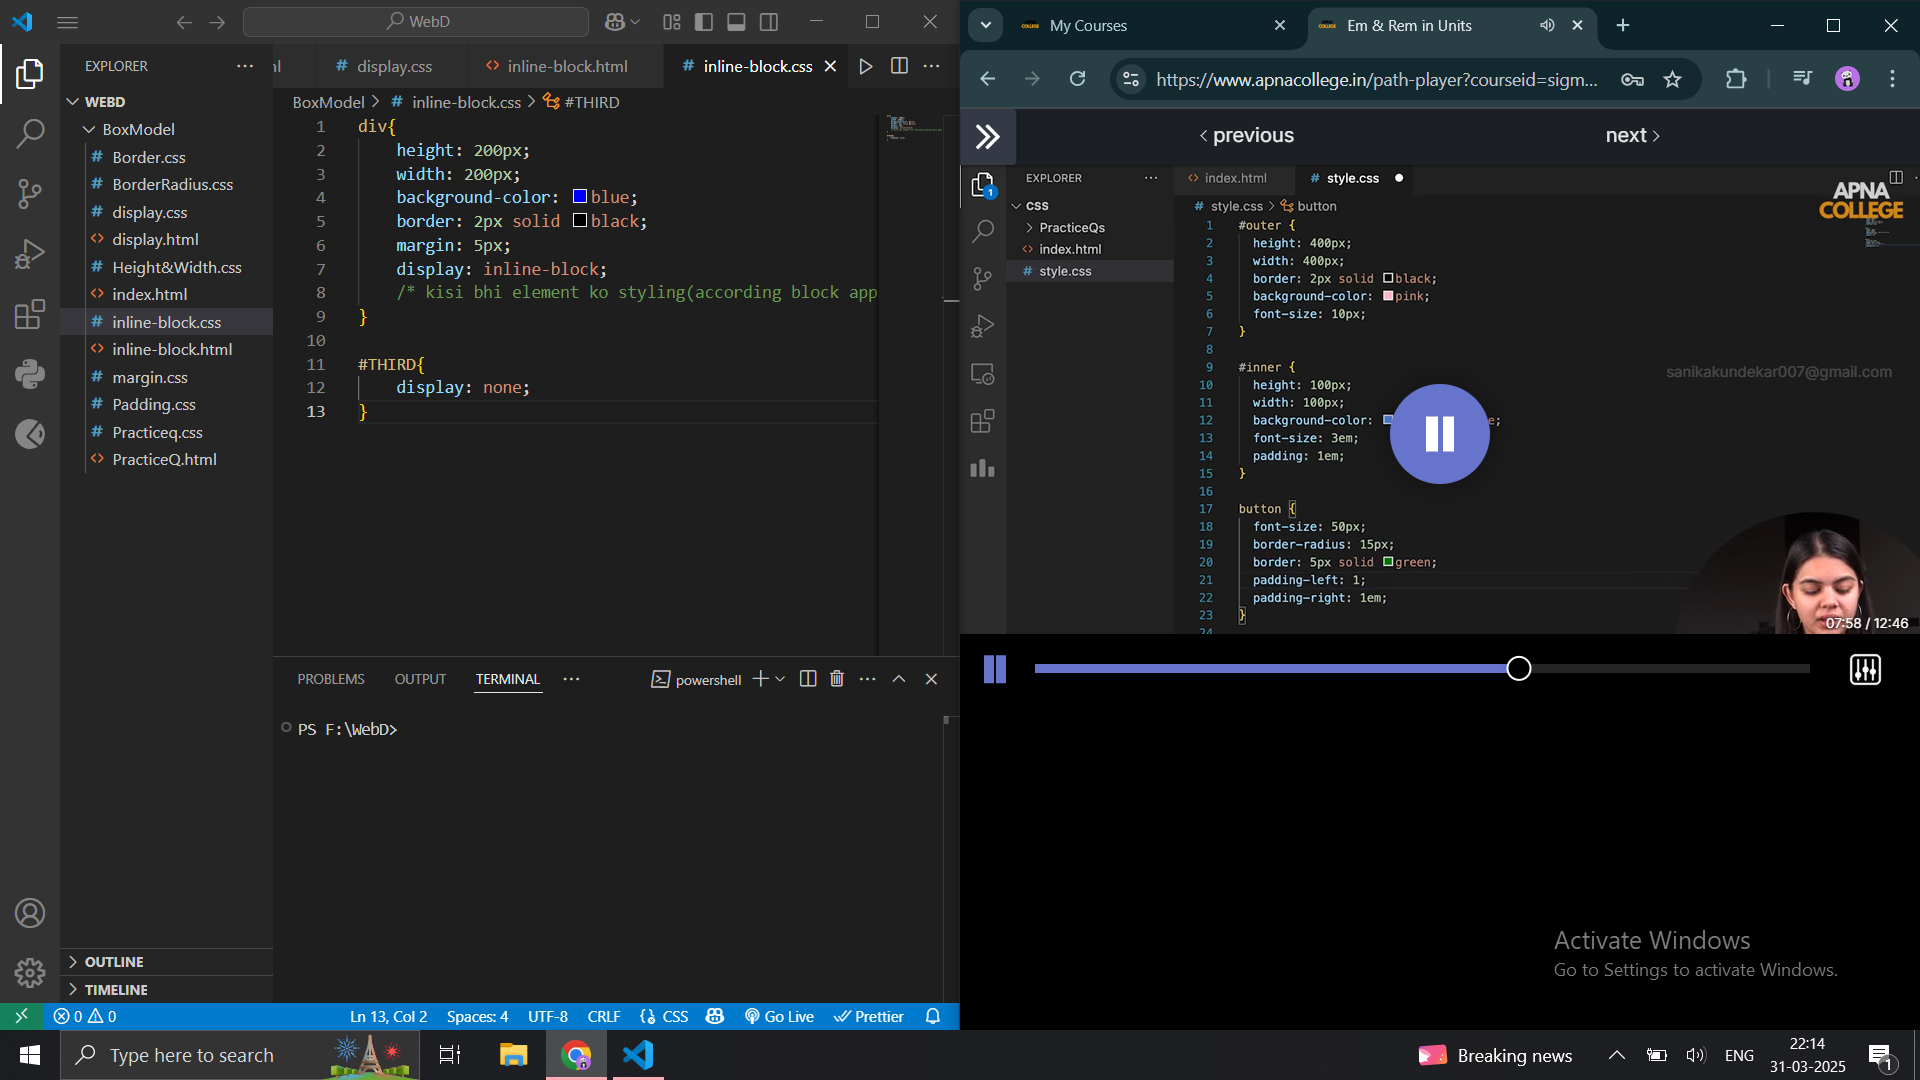 WebD
EXPLORER
WEBD
BoxModel
Border.css
BorderRadius.css
display.css
display.html
Height&Width.css
index.html
inline-block.css
inline-block.html
margin.css
Padding.css
Practiceq.css
PracticeQ.html
OUTLINE
TIMELINE
display.css
inline-block.html
inline-block.css
BoxModel > # inline-block.css > #THIRD
1 div{
2 height: 200px;
3 width: 200px;
4 background-color: blue;
5 border: 2px solid black;
6 margin: 5px;
7 display: inline-block;
8 /* kisi bhi element ko styling(according block app
9 }
10
11 #THIRD{
12 display: none;
13 }
PROBLEMS OUTPUT TERMINAL
powershell
PS F:\WebD>
0 0
Ln 13, Col 2 Spaces: 4 UTF-8 CRLF CSS Go Live Prettier
My Courses
Em & Rem in Units
https://www.apnacollege.in/path-player?courseid=sigm...
< previous
next >
EXPLORER
CSS
PracticeQs
index.html
style.css
1
index.html
style.css
# style.css > button
APNA
COLLEGE
1 #outer {
2 height: 400px;
3 width: 400px;
4 border: 2px solid black;
5 background-color: pink;
6 font-size: 10px;
7 }
8
9 #inner {
10 height: 100px;
11 width: 100px;
12 background-color: e;
13 font-size: 3em;
14 padding: 1em;
15 }
16
17 button {
18 font-size: 50px;
19 border-radius: 15px;
20 border: 5px solid green;
21 padding-left: 1;
22 padding-right: 1em;
23 }
24
sanikakundekar007@gmail.com
07:58 / 12:46
Activate Windows
Go to Settings to activate Windows.
Type here to search
Breaking news
ENG
22:14
31-03-2025
1